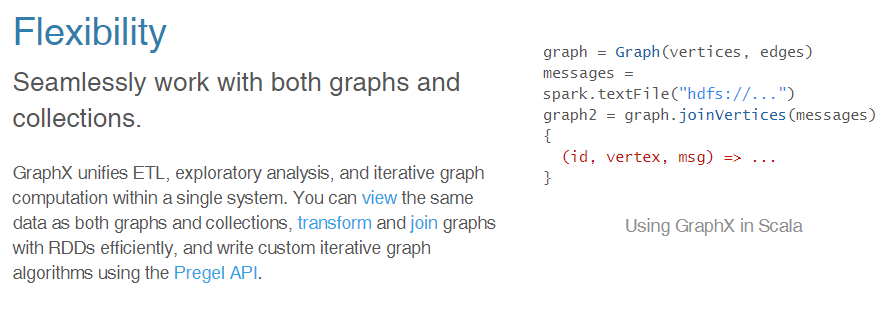 Flexibility
Seamlessly work with both graphs and
collections.
GraphX unifies ETL, exploratory analysis, and iterative graph
computation within a single system. You can view the same
data as both graphs and collections, transform and join graphs
with RDDs efficiently, and write custom iterative graph
algorithms using the Pregel API.
graph = Graph(vertices, edges)
messages =
spark.textFile("hdfs://...")
graph2 = graph.joinVertices(messages)
{
  (id, vertex, msg) => ...
}
Using GraphX in Scala